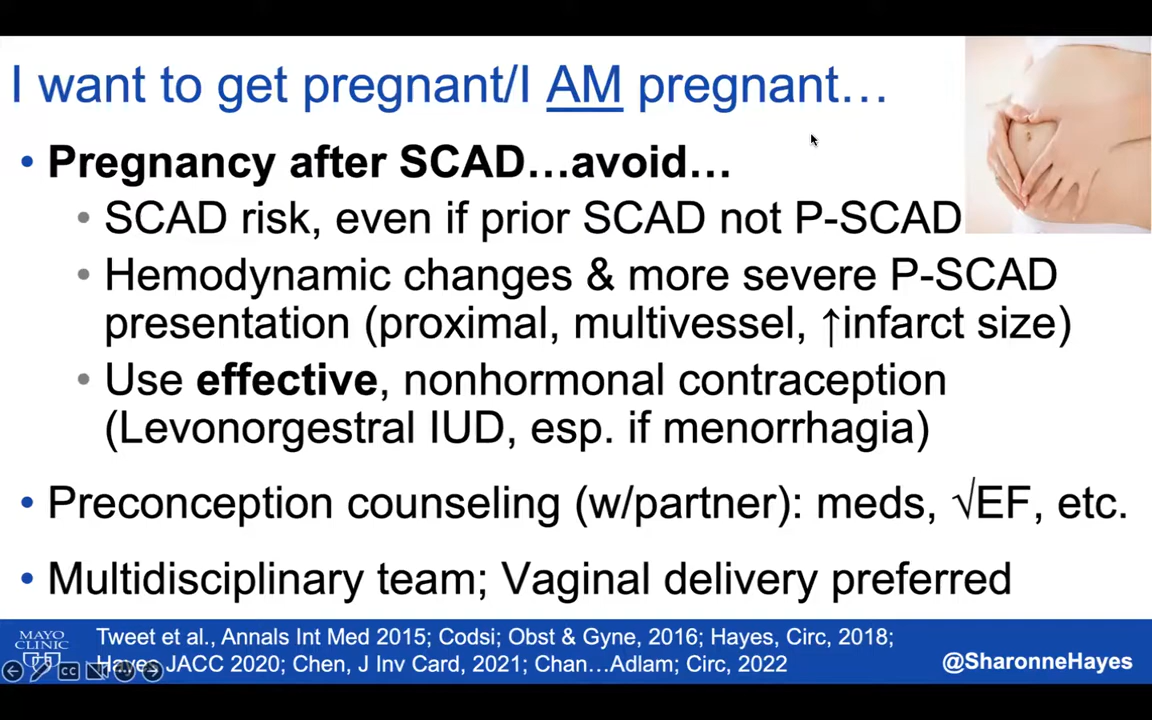 I want to get pregnant/I AM pregnant…
• Pregnancy after SCAD…avoid…
• SCAD risk, even if prior SCAD not P-SCAD
• Hemodynamic changes & more severe P-SCAD
presentation (proximal, multivessel, ↑infarct size)
• Use effective, nonhormonal contraception
(Levonorgestral IUD, esp. if menorrhagia)
• Preconception counseling (w/partner): meds, √EF, etc.
• Multidisciplinary team; Vaginal delivery preferred
MAYO
CLINIC
Tweet et al., Annals Int Med 2015; Codsi; Obst & Gyne, 2016; Hayes, Circ, 2018;
Hayes JACC 2020; Chen, J Inv Card, 2021; Chan…Adlam; Circ, 2022
@SharonneHayes
CC